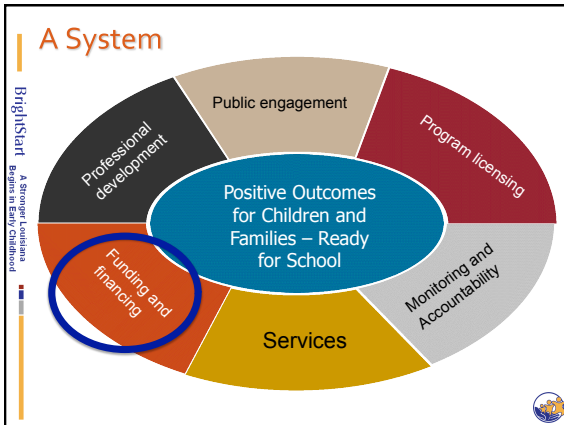 A System
BrightStart
A Stronger Louisiana
Begins in Early Childhood
Public engagement
Program licensing
Professional
development
Positive Outcomes
for Children and
Families – Ready
for School
Funding and
financing
Monitoring and
Accountability
Services